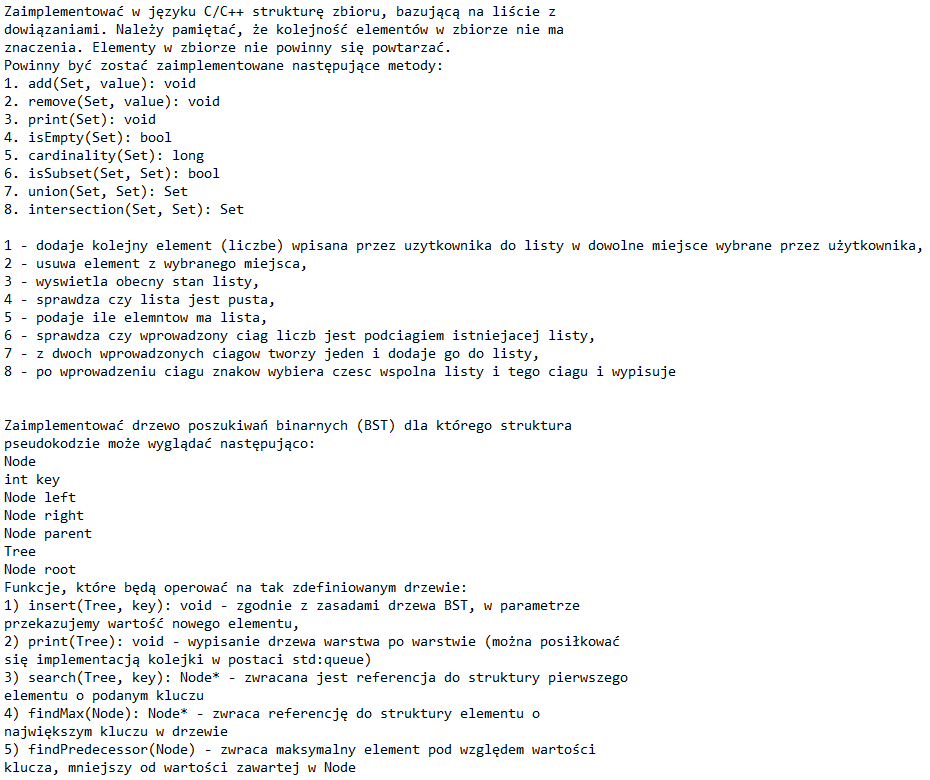 Zaimplementować w języku C/C++ strukturę zbioru, bazującą na liście z
dowiązaniami. Należy pamiętać, że kolejność elementów w zbiorze nie ma
znaczenia. Elementy w zbiorze nie powinny się powtarzać.
Powinny być zostać zaimplementowane następujące metody:
1. add(Set, value): void
2. remove(Set, value): void
3. print(Set): void
4. isEmpty(Set): bool
5. cardinality(Set): long
6. isSubset(Set, Set): bool
7. union(Set, Set): Set
8. intersection(Set, Set): Set
1 - dodaje kolejny element (liczbe) wpisana przez uzytkownika do listy w dowolne miejsce wybrane przez użytkownika,
2 - usuwa element z wybranego miejsca,
3 - wyswietla obecny stan listy,
4 - sprawdza czy lista jest pusta,
5 - podaje ile elemntow ma lista,
6 - sprawdza czy wprowadzony ciag liczb jest podciagiem istniejacej listy,
7 - z dwoch wprowadzonych ciagow tworzy jeden i dodaje go do listy,
8 - po wprowadzeniu ciagu znakow wybiera czesc wspolna listy i tego ciagu i wypisuje
Zaimplementować drzewo poszukiwań binarnych (BST) dla którego struktura
pseudokodzie może wyglądać następująco:
Node
int key
Node left
Node right
Node parent
Tree
Node root
Funkcje, które będą operować na tak zdefiniowanym drzewie:
1) insert(Tree, key): void - zgodnie z zasadami drzewa BST, w parametrze
przekazujemy wartość nowego elementu,
2) print(Tree): void - wypisanie drzewa warstwa po warstwie (można posiłkować
się implementacją kolejki w postaci std:queue)
3) search(Tree, key): Node* - zwracana jest referencja do struktury pierwszego
elementu o podanym kluczu
4) findMax(Node): Node* - zwraca referencję do struktury elementu o
największym kluczu w drzewie
5) findPredecessor(Node) - zwraca maksymalny element pod względem wartości
klucza, mniejszy od wartości zawartej w Node